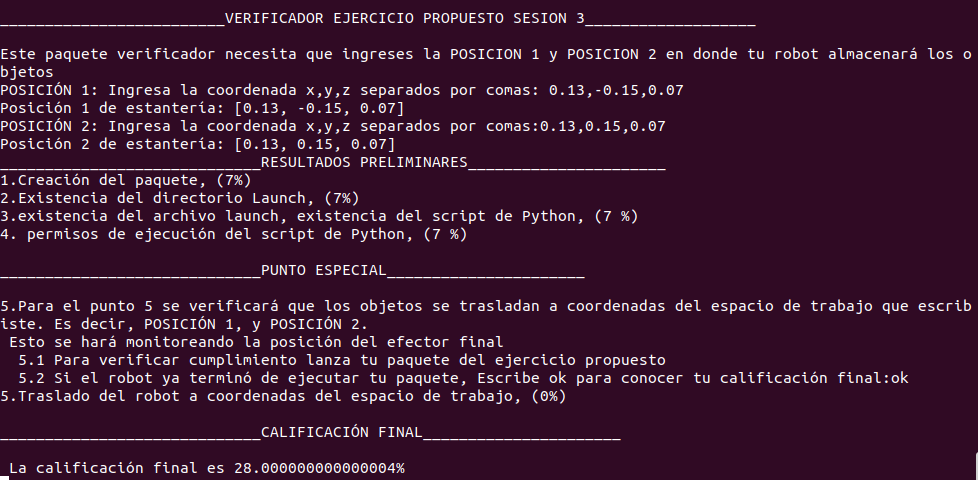 _________________________VERIFICADOR EJERCICIO PROPUESTO SESION 3___________________
Este paquete verificador necesita que ingreses la POSICION 1 y POSICION 2 en donde tu robot almacenará los o
bjetos
POSICIÓN 1: Ingresa la coordenada x,y,z separados por comas: 0.13,-0.15,0.07
Posición 1 de estantería: [0.13, -0.15, 0.07]
POSICIÓN 2: Ingresa la coordenada x,y,z separados por comas:0.13,0.15,0.07
Posición 2 de estantería: [0.13, 0.15, 0.07]
_____________________________RESULTADOS PRELIMINARES______________________
1.Creación del paquete, (7%)
2.Existencia del directorio Launch, (7%)
3.existencia del archivo launch, existencia del script de Python, (7 %)
4. permisos de ejecución del script de Python, (7 %)
_____________________________PUNTO ESPECIAL______________________
5.Para el punto 5 se verificará que los objetos se trasladan a coordenadas del espacio de trabajo que escrib
iste. Es decir, POSICIÓN 1, y POSICIÓN 2.
Esto se hará monitoreando la posición del efector final
5.1 Para verificar cumplimiento lanza tu paquete del ejercicio propuesto
5.2 Si el robot ya terminó de ejecutar tu paquete, Escribe ok para conocer tu calificación final:ok
5.Traslado del robot a coordenadas del espacio de trabajo, (0%)
_____________________________CALIFICACIÓN FINAL______________________
La calificación final es 28.000000000000004%